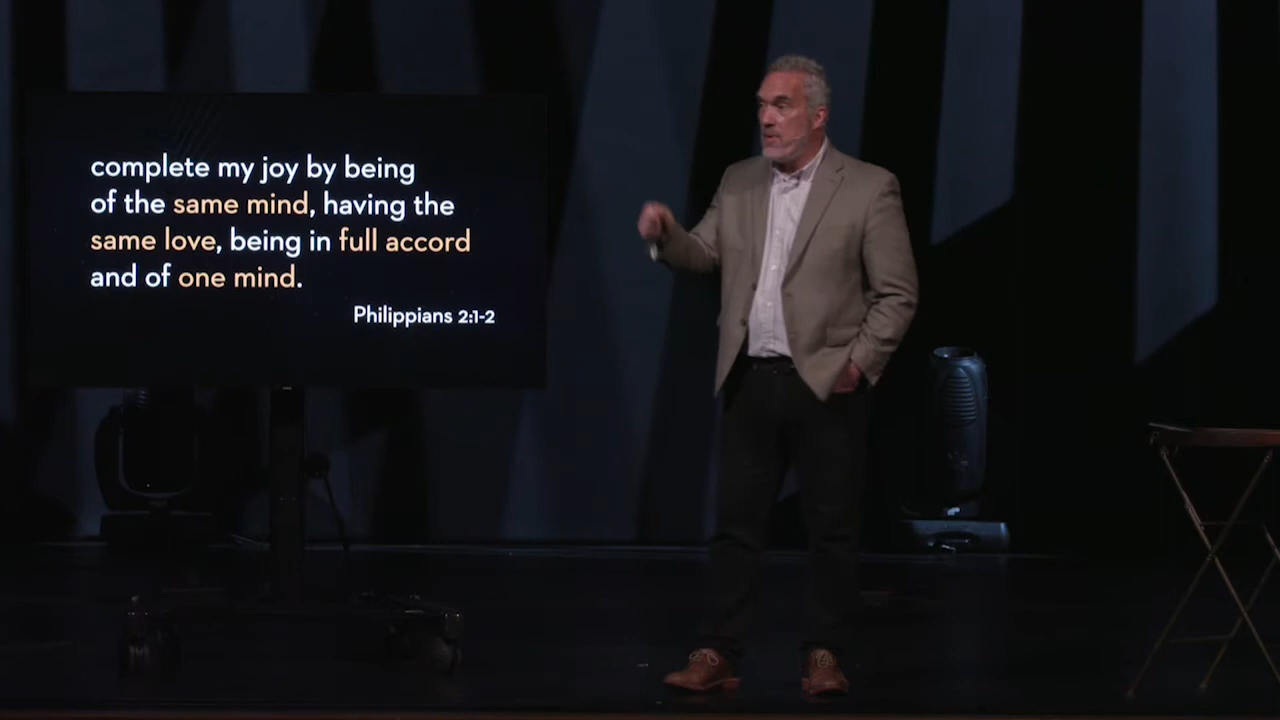 complete my joy by being
of the same mind, having the
same love, being in full accord
and of one mind.
Philippians 2:1-2